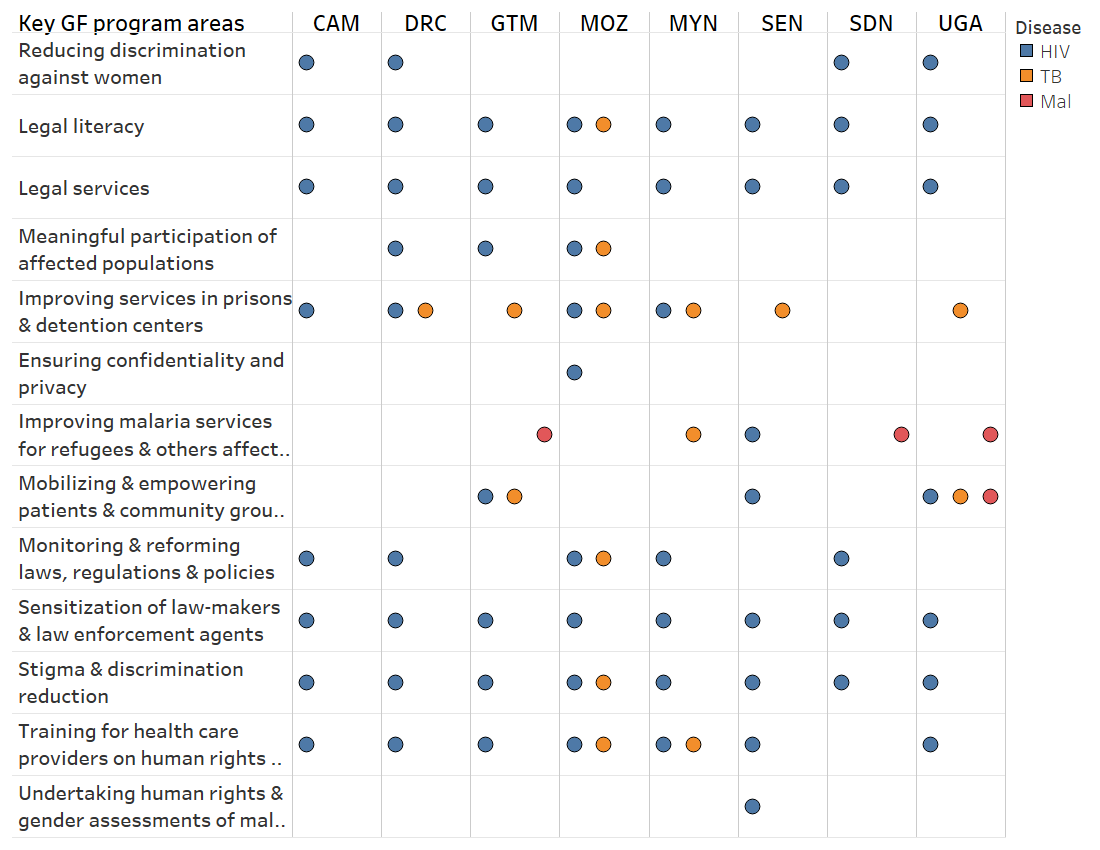 Key GF program areas CAM DRC GTM MOZ MYN SEN SDN UGA
Disease
HIV
TB
Mal
Reducing discrimination
against women
Legal literacy
Legal services
Meaningful participation of
affected populations
Improving services in prisons
& detention centers
Ensuring confidentiality and
privacy
Improving malaria services
for refugees & others affect..
Mobilizing & empowering
patients & community grou..
Monitoring & reforming
laws, regulations & policies
Sensitization of law-makers
& law enforcement agents
Stigma & discrimination
reduction
Training for health care
providers on human rights ..
Undertaking human rights &
gender assessments of mal..